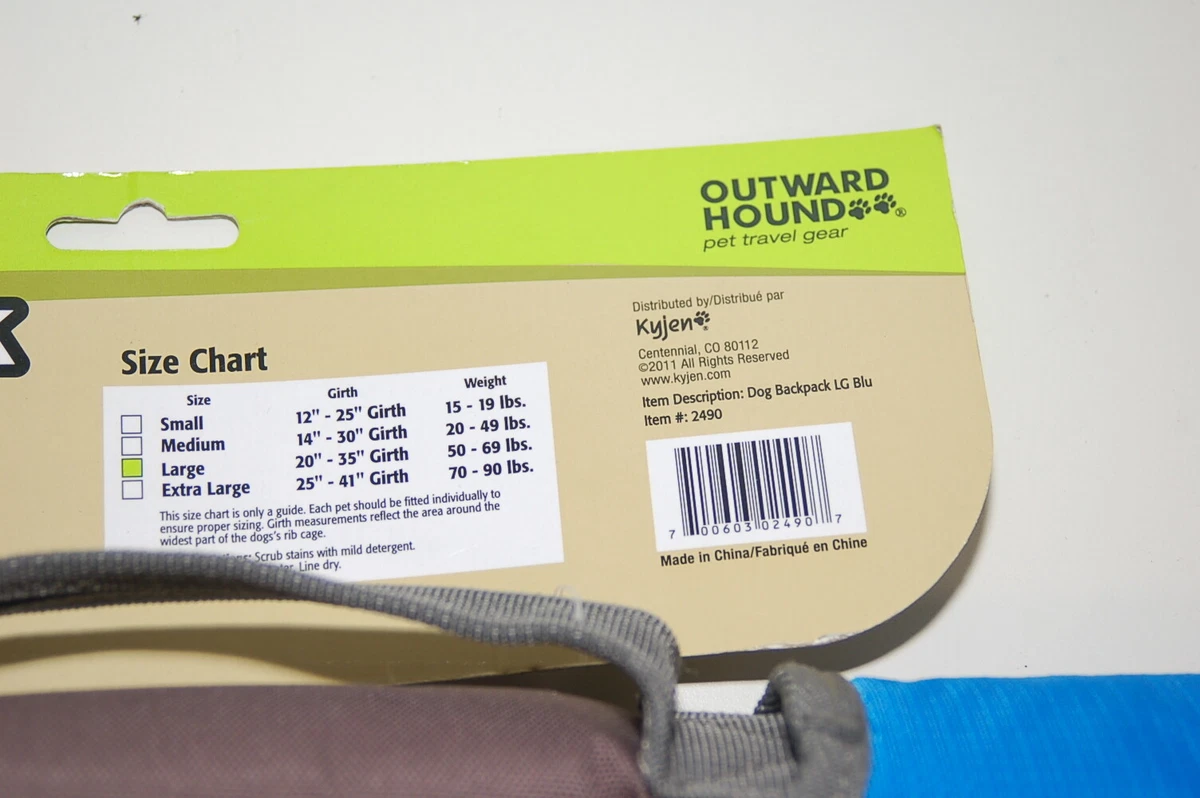 OUTWARD
HOUND®
pet travel gear
Distributed by/Distribué par
Kyjen®
Centennial, CO 80112
©2011 All Rights Reserved
www.kyjen.com
Item Description: Dog Backpack LG Blu
Item #: 2490
7 00603 02490 7
Made in China/Fabriqué en Chine
Size Chart
Size Girth Weight
Small 12" - 25" Girth 15 - 19 lbs.
Medium 14" - 30" Girth 20 - 49 lbs.
Large 20" - 35" Girth 50 - 69 lbs.
Extra Large 25" - 41" Girth 70 - 90 lbs.
This size chart is only a guide. Each pet should be fitted individually to
ensure proper sizing. Girth measurements reflect the area around the
widest part of the dogs's rib cage.
Scrub stains with mild detergent.
Line dry.